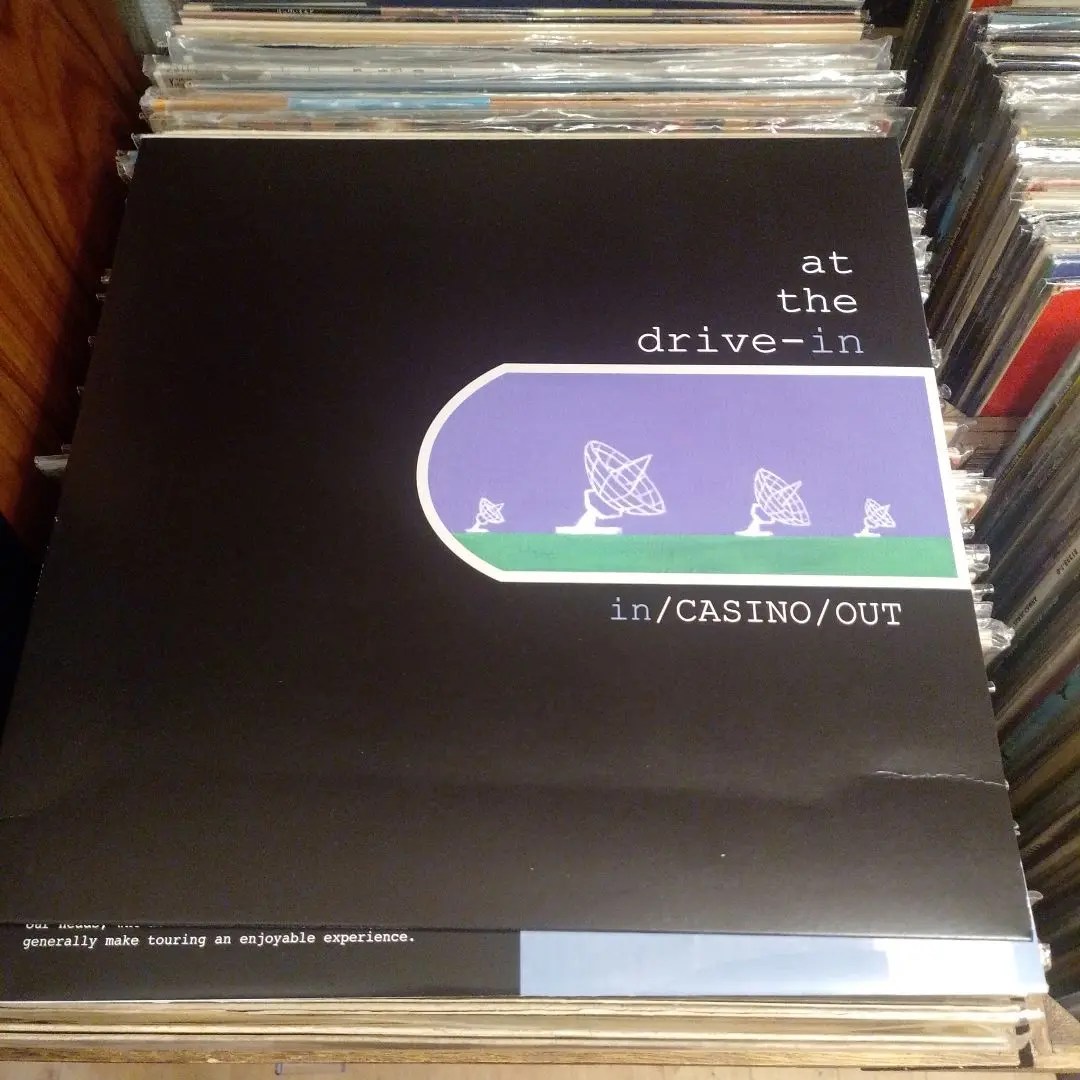 at
the
drive-in
in/CASINO/OUT
generally make touring an enjoyable experience.